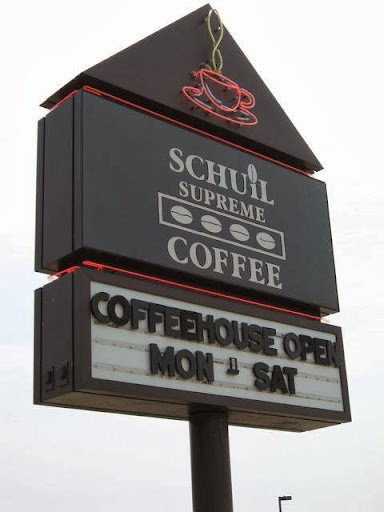 SCHUIL
SUPREME
COFFEE
COFFEEHOUSE OPEN
MON - SAT